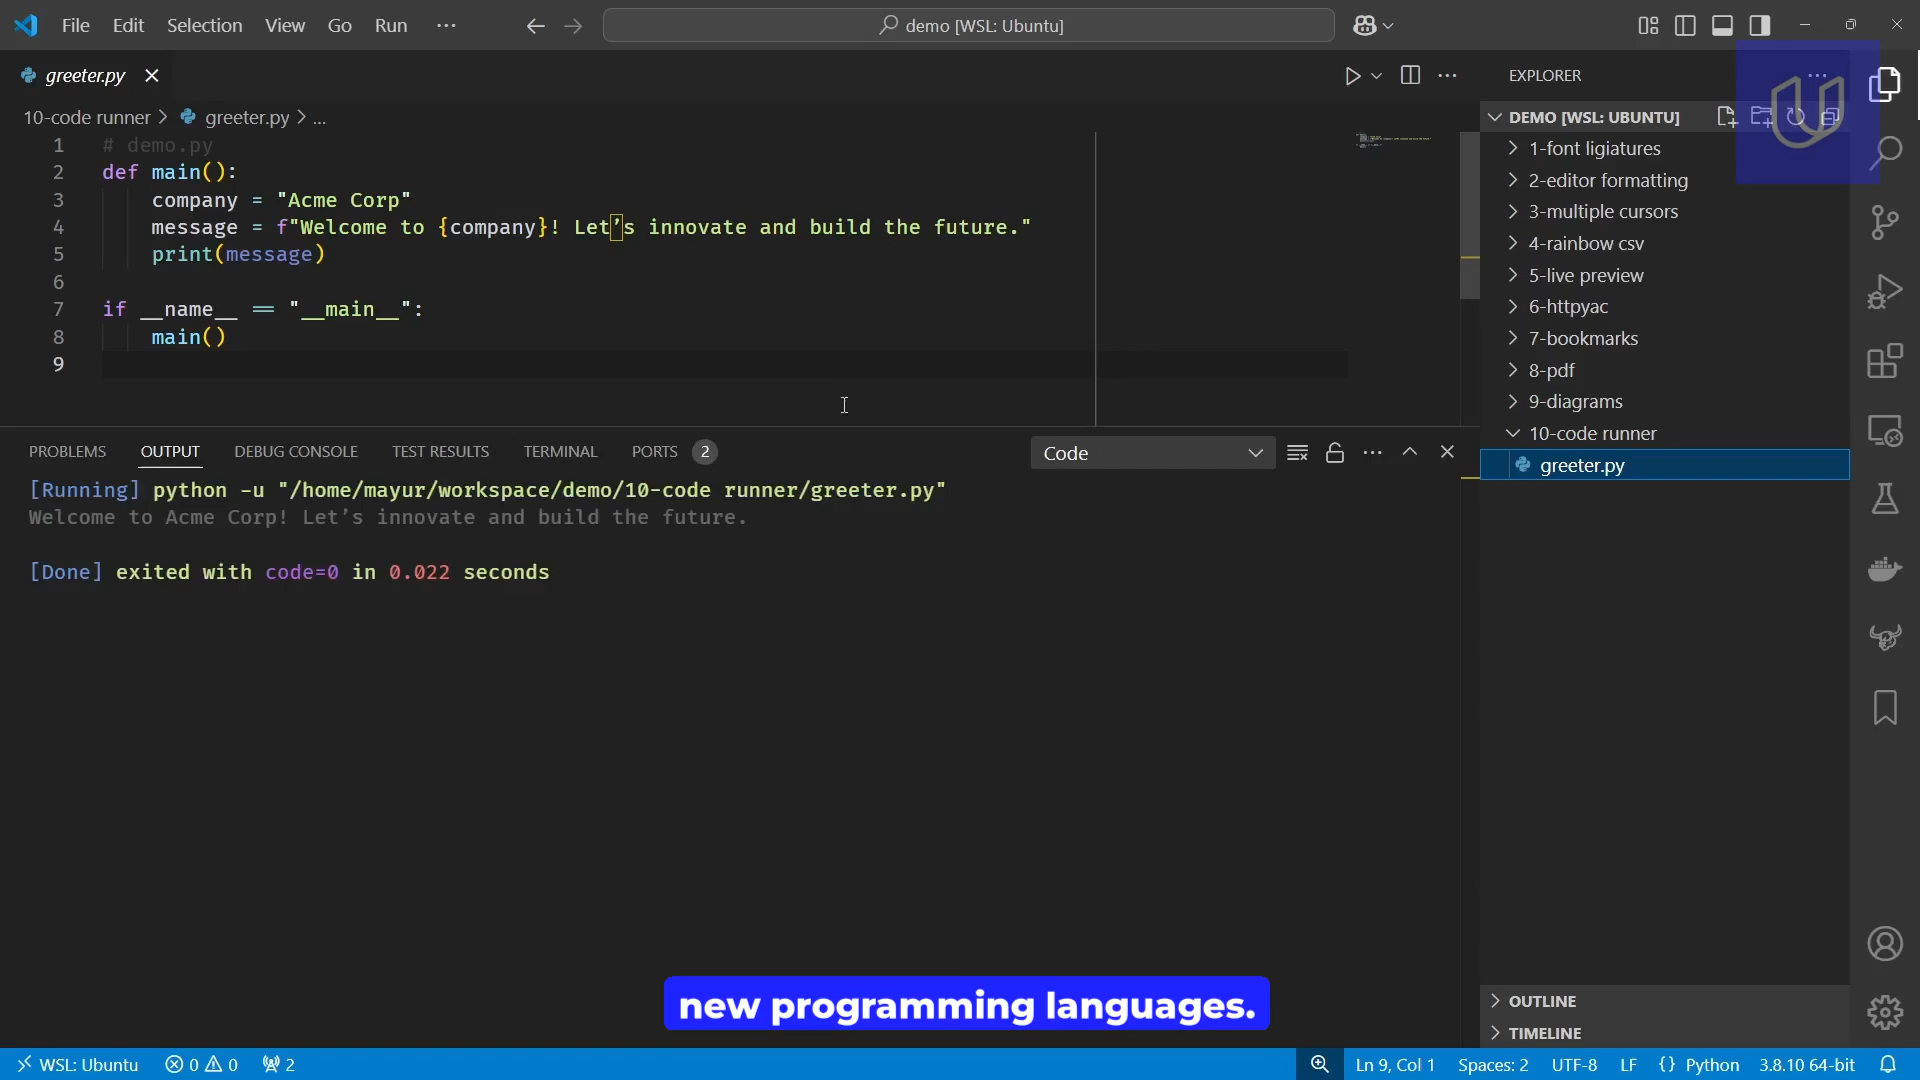 File Edit Selection View Go Run ··· demo [WSL: Ubuntu]
greeter.py
10-code runner > greeter.py > ...
1 # demo.py
2 def main():
3 company = "Acme Corp"
4 message = f"Welcome to {company}! Let’s innovate and build the future."
5 print(message)
6
7 if __name__ == "__main__":
8 main()
9
PROBLEMS OUTPUT DEBUG CONSOLE TEST RESULTS TERMINAL PORTS 2 Code
[Running] python -u "/home/mayur/workspace/demo/10-code runner/greeter.py"
Welcome to Acme Corp! Let’s innovate and build the future.
[Done] exited with code=0 in 0.022 seconds
EXPLORER
DEMO [WSL: UBUNTU]
1-font ligiatures
2-editor formatting
3-multiple cursors
4-rainbow csv
5-live preview
6-httpyac
7-bookmarks
8-pdf
9-diagrams
10-code runner
greeter.py
OUTLINE
TIMELINE
new programming languages.
WSL: Ubuntu 0 0 2 Ln 9, Col 1 Spaces: 2 UTF-8 LF {} Python 3.8.10 64-bit